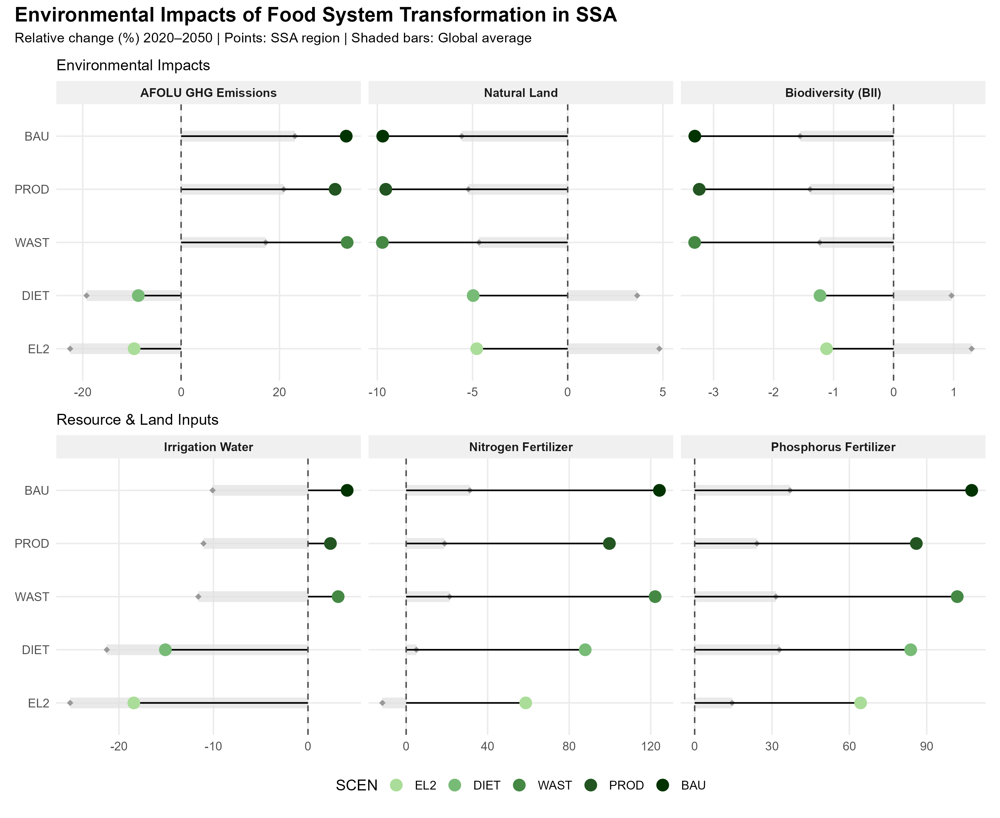 Environmental Impacts of Food System Transformation in SSA
Relative change (%) 2020–2050 | Points: SSA region | Shaded bars: Global average
Environmental Impacts
AFOLU GHG Emissions
Natural Land
Biodiversity (BII)
BAU
PROD
WAST
DIET
EL2
-20 0 20
-10 -5 0 5
-3 -2 -1 0 1
Resource & Land Inputs
Irrigation Water
Nitrogen Fertilizer
Phosphorus Fertilizer
BAU
PROD
WAST
DIET
EL2
-20 -10 0
0 40 80 120
0 30 60 90
SCEN EL2 DIET WAST PROD BAU